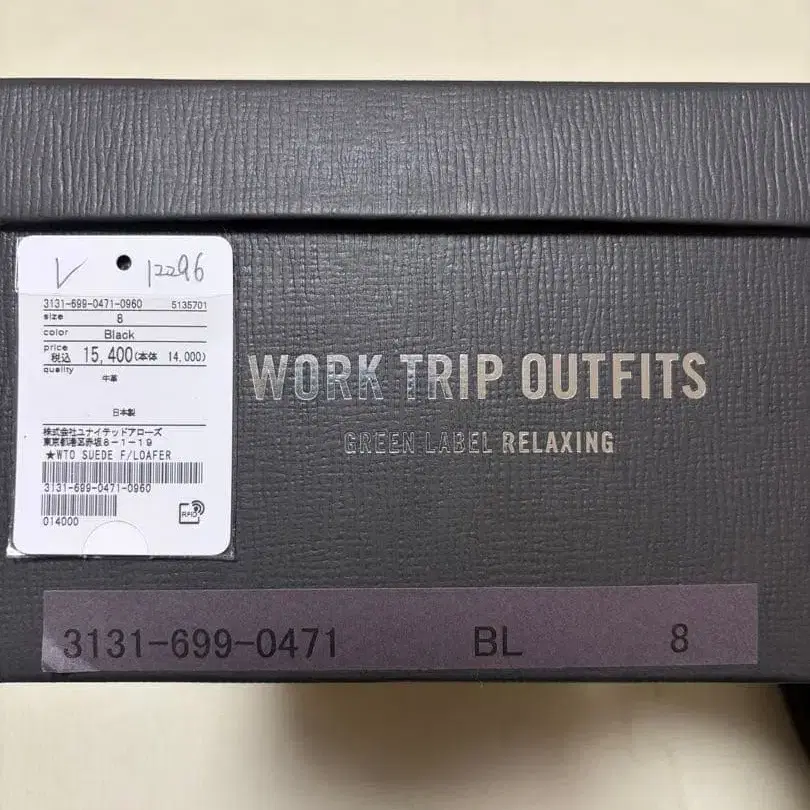 V 12296
3131-699-0471-0960 5135701
size 8
color Black
price
税込 15,400(本体 14,000)
quality
牛革
日本製
株式会社ユナイテッドアローズ
東京都港区赤坂8-1-19
★WTO SUEDE F/LOAFER
3131-699-0471-0960
014000
RFID
WORK TRIP OUTFITS
GREEN LABEL RELAXING
3131-699-0471 BL 8